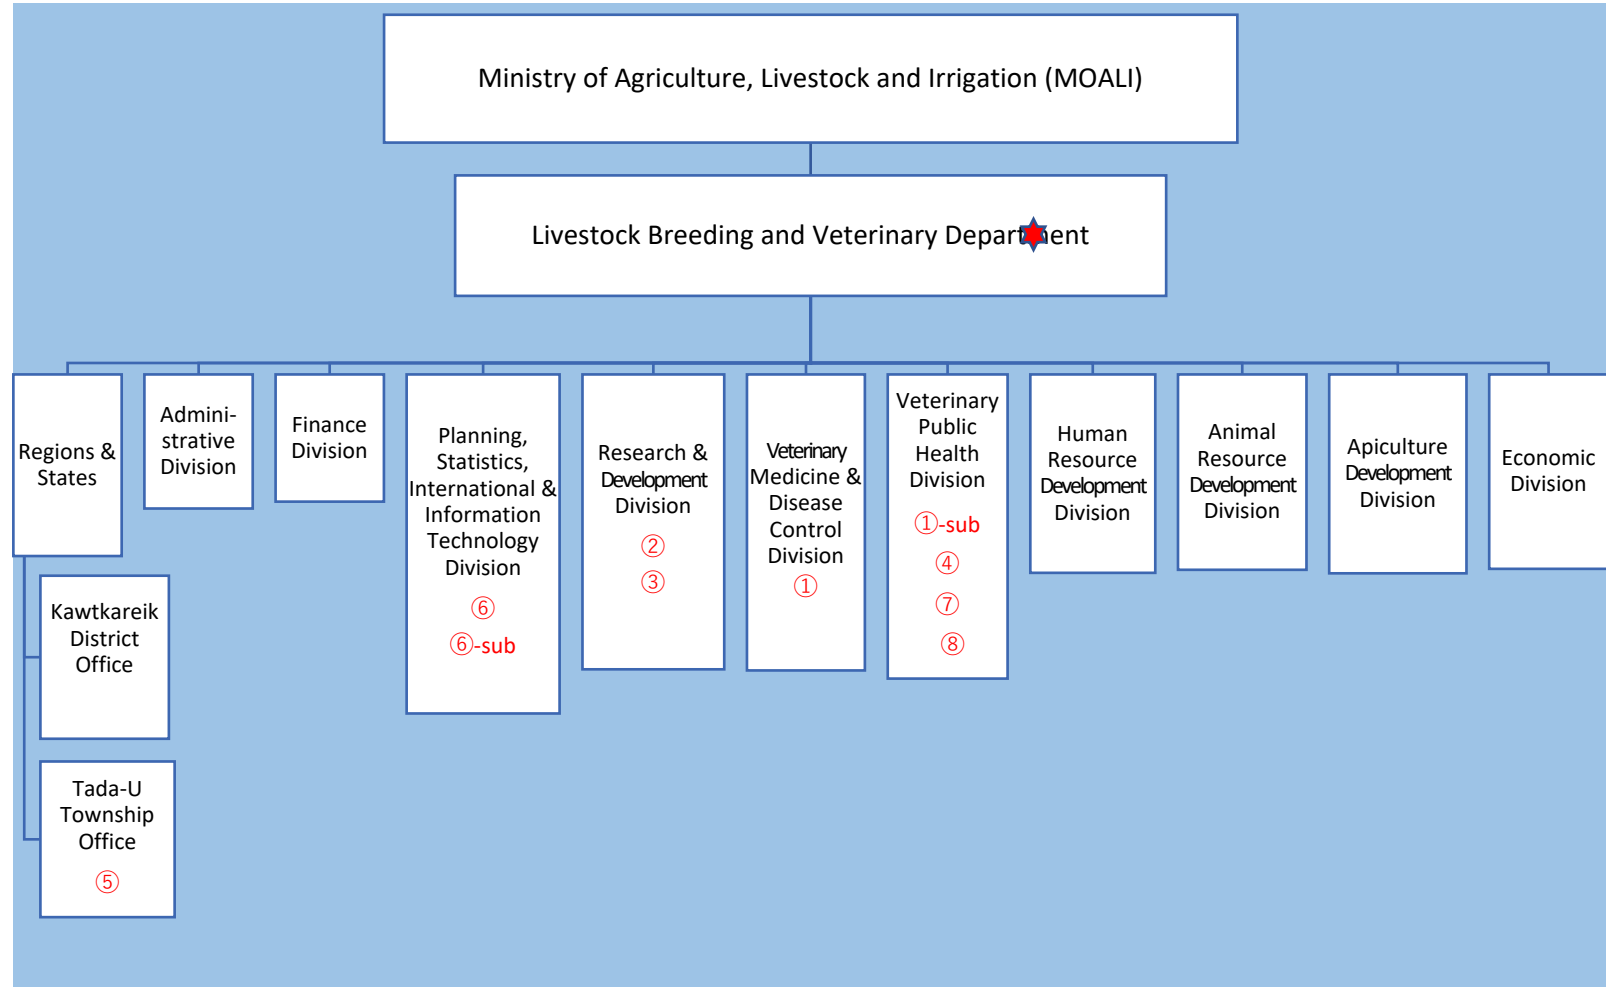 Ministry of Agriculture, Livestock and Irrigation (MOALI)
Livestock Breeding and Veterinary Department
Regions &
States
Admini-
strative
Division
Finance
Division
Planning,
Statistics,
International &
Information
Technology
Division
⑥
⑥-sub
Research &
Development
Division
②
③
Veterinary
Medicine &
Disease
Control
Division
①
Veterinary
Public
Health
Division
①-sub
④
⑦
⑧
Human
Resource
Development
Division
Animal
Resource
Development
Division
Apiculture
Development
Division
Economic
Division
Kawtkareik
District
Office
Tada-U
Township
Office
⑤